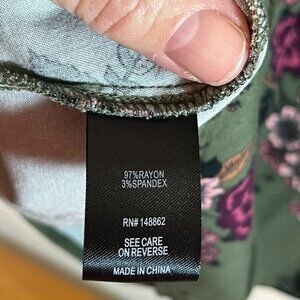 97%RAYON
3%SPANDEX
RN# 148862
SEE CARE
ON REVERSE
MADE IN CHINA